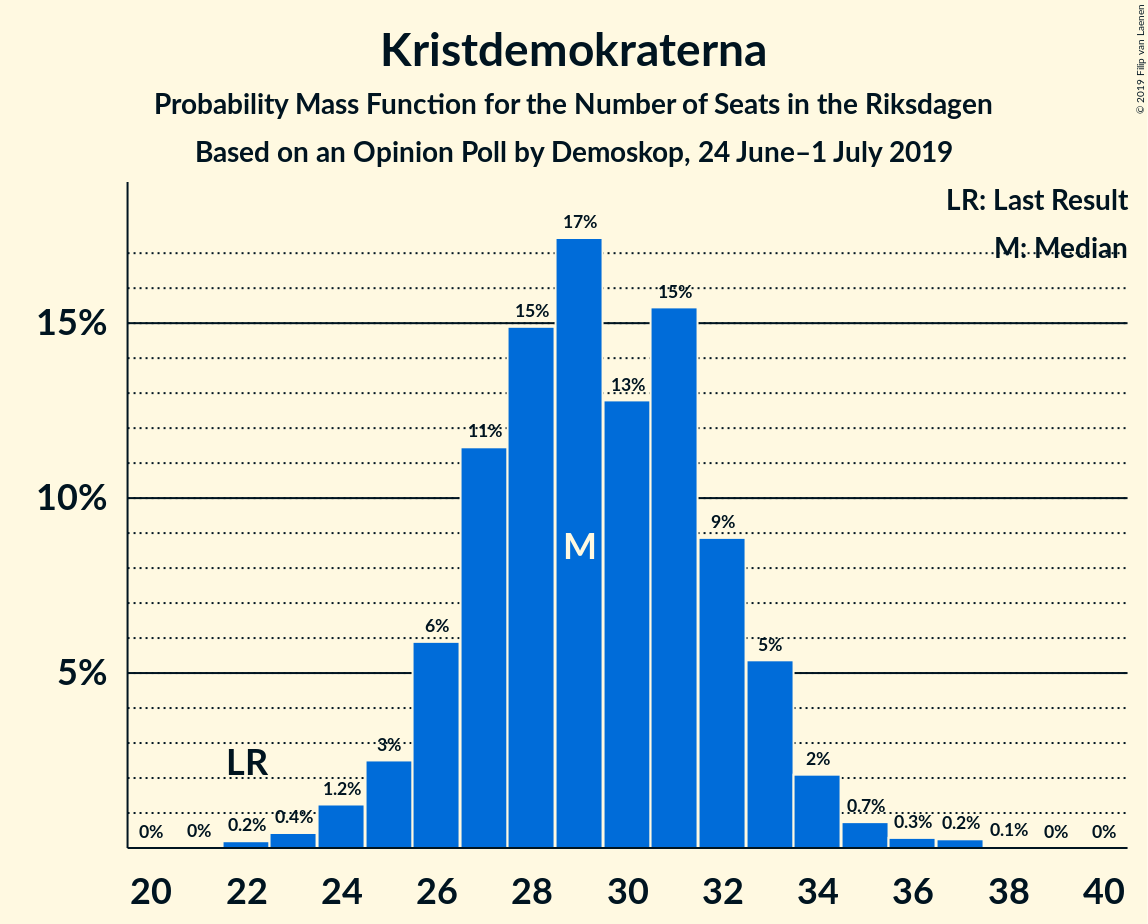 Kristdemokraterna
Probability Mass Function for the Number of Seats in the Riksdagen
Based on an Opinion Poll by Demoskop, 24 June–1 July 2019
© 2019 Filip van Laenen
LR: Last Result
M: Median
15%
10%
5%
0%
0%
0.2%
0.4%
1.2%
3%
6%
11%
15%
17%
13%
15%
9%
5%
2%
0.7%
0.3%
0.2%
0.1%
0%
0%
LR
M
20 22 24 26 28 30 32 34 36 38 40